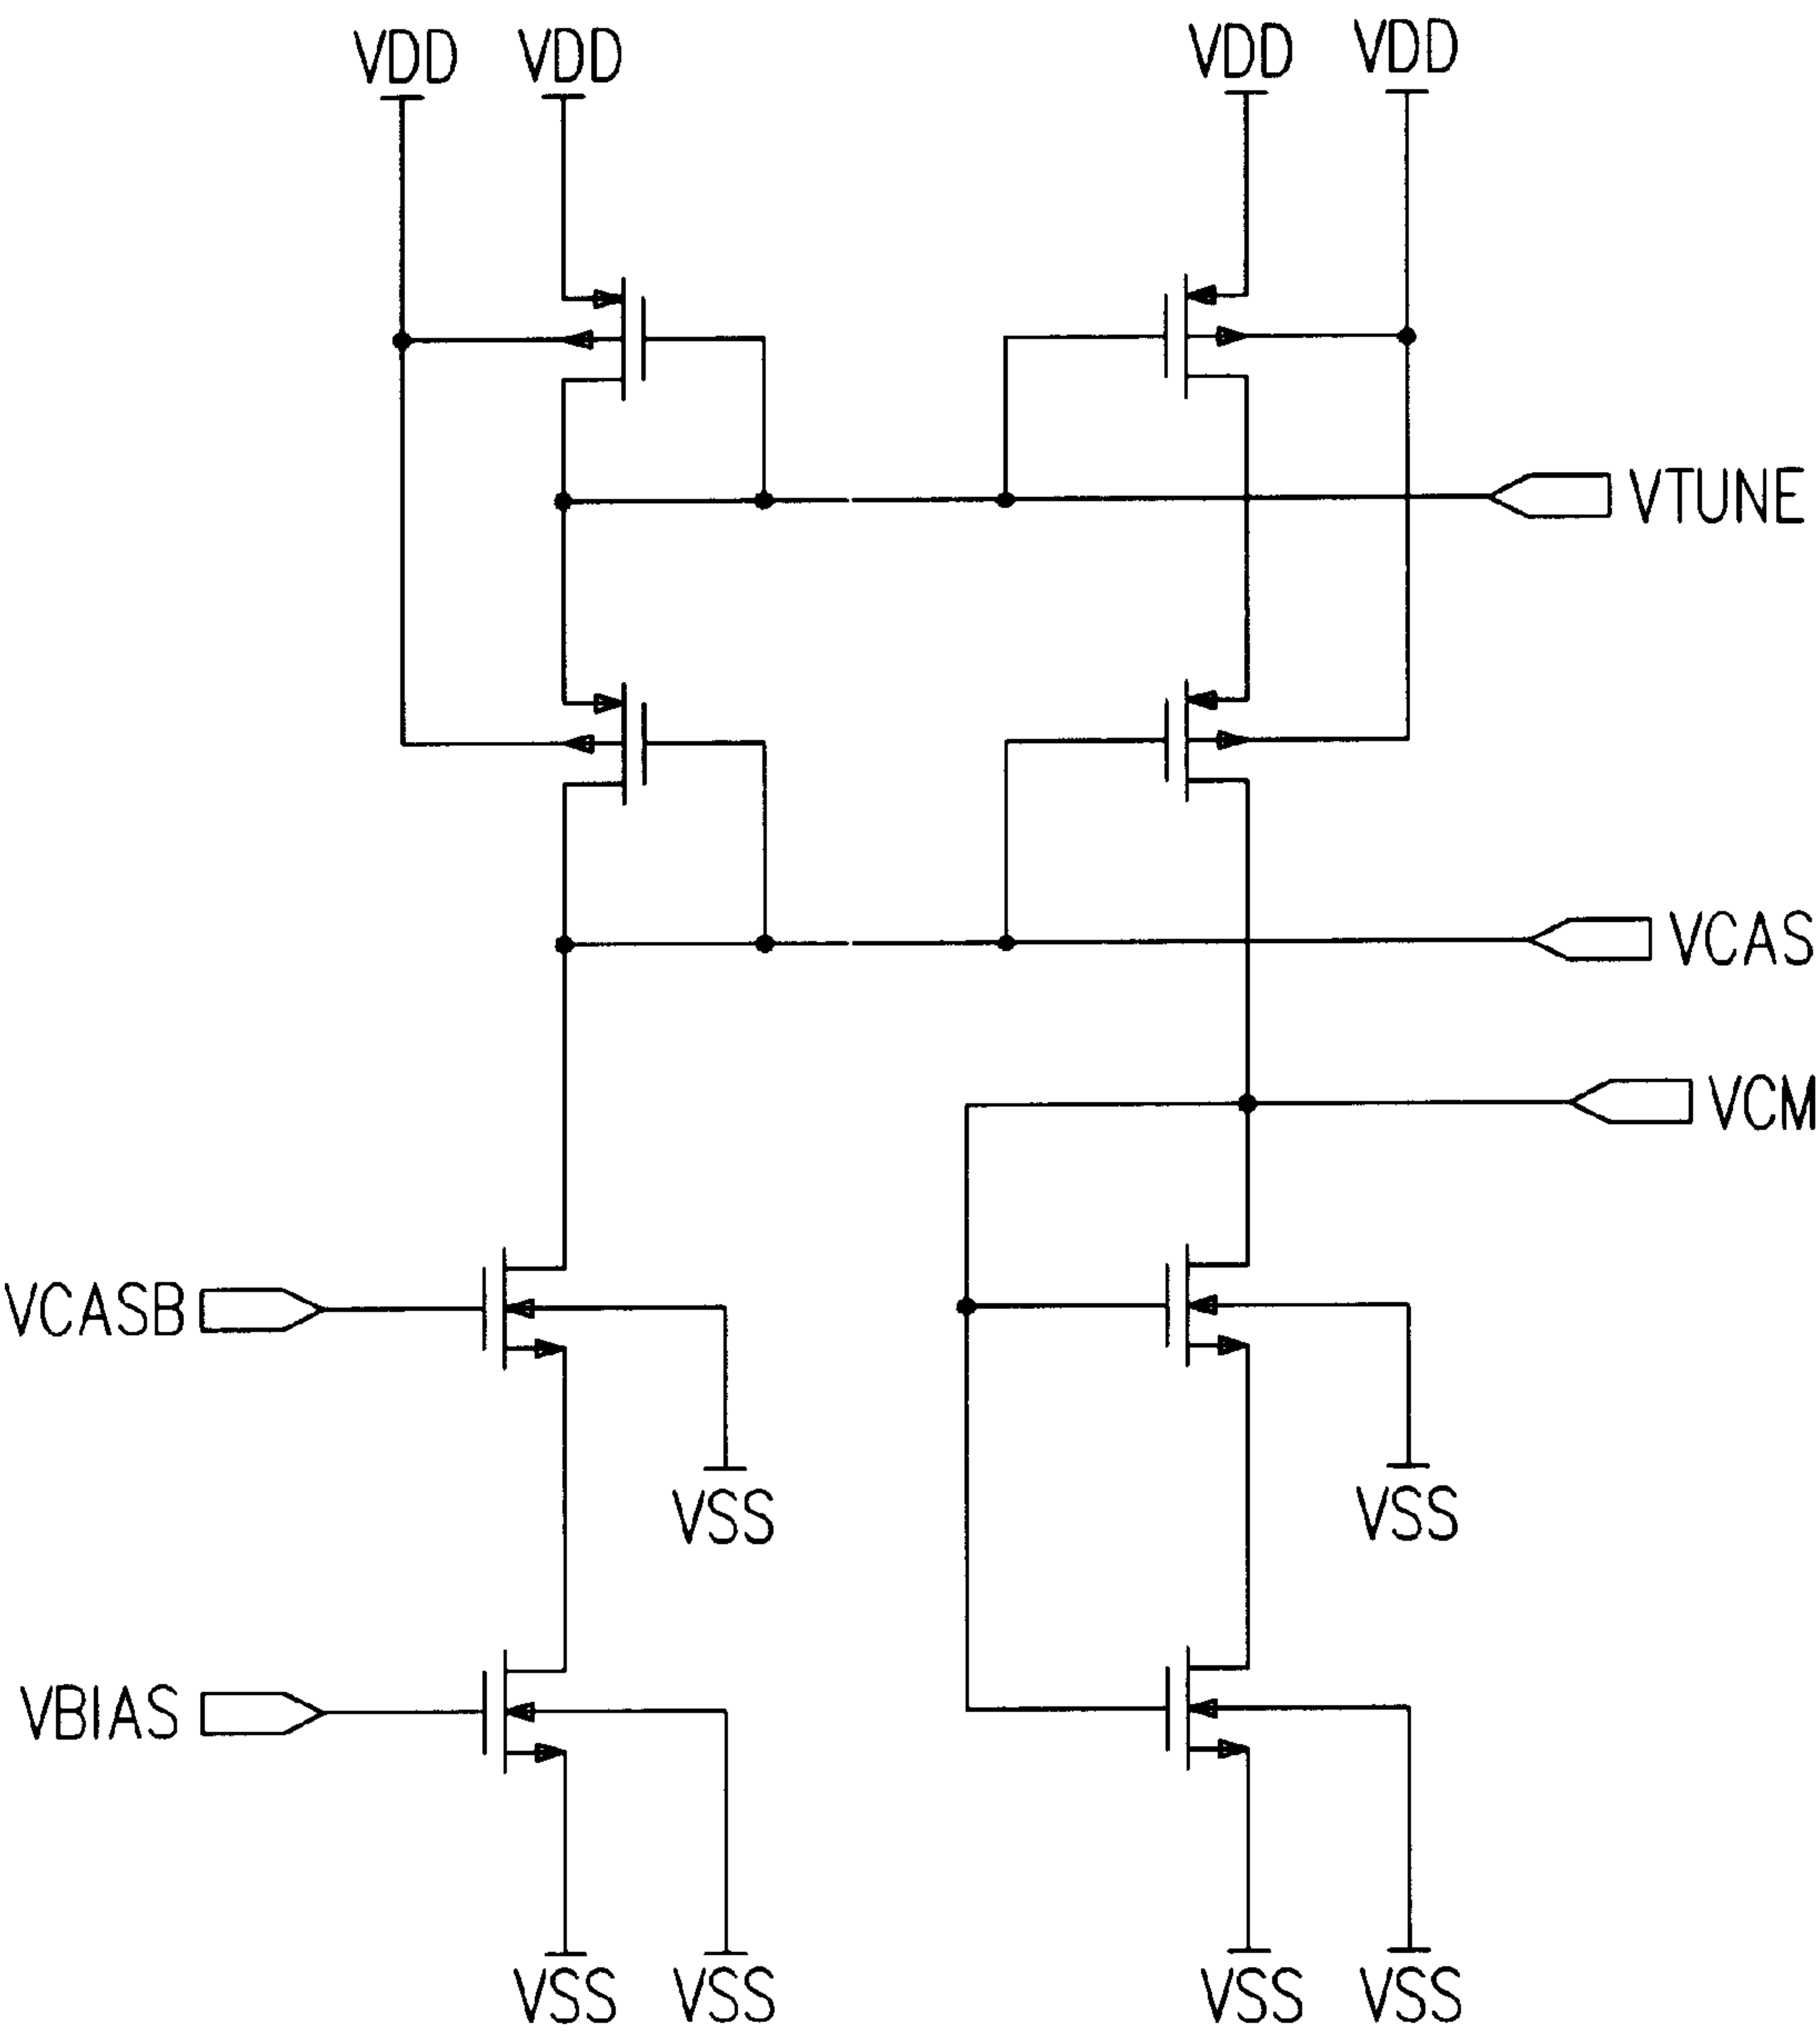 VDD VDD VDD VDD
VTUNE
VCAS
VCM
VCASB
VSS VSS
VBIAS
VSS VSS VSS VSS